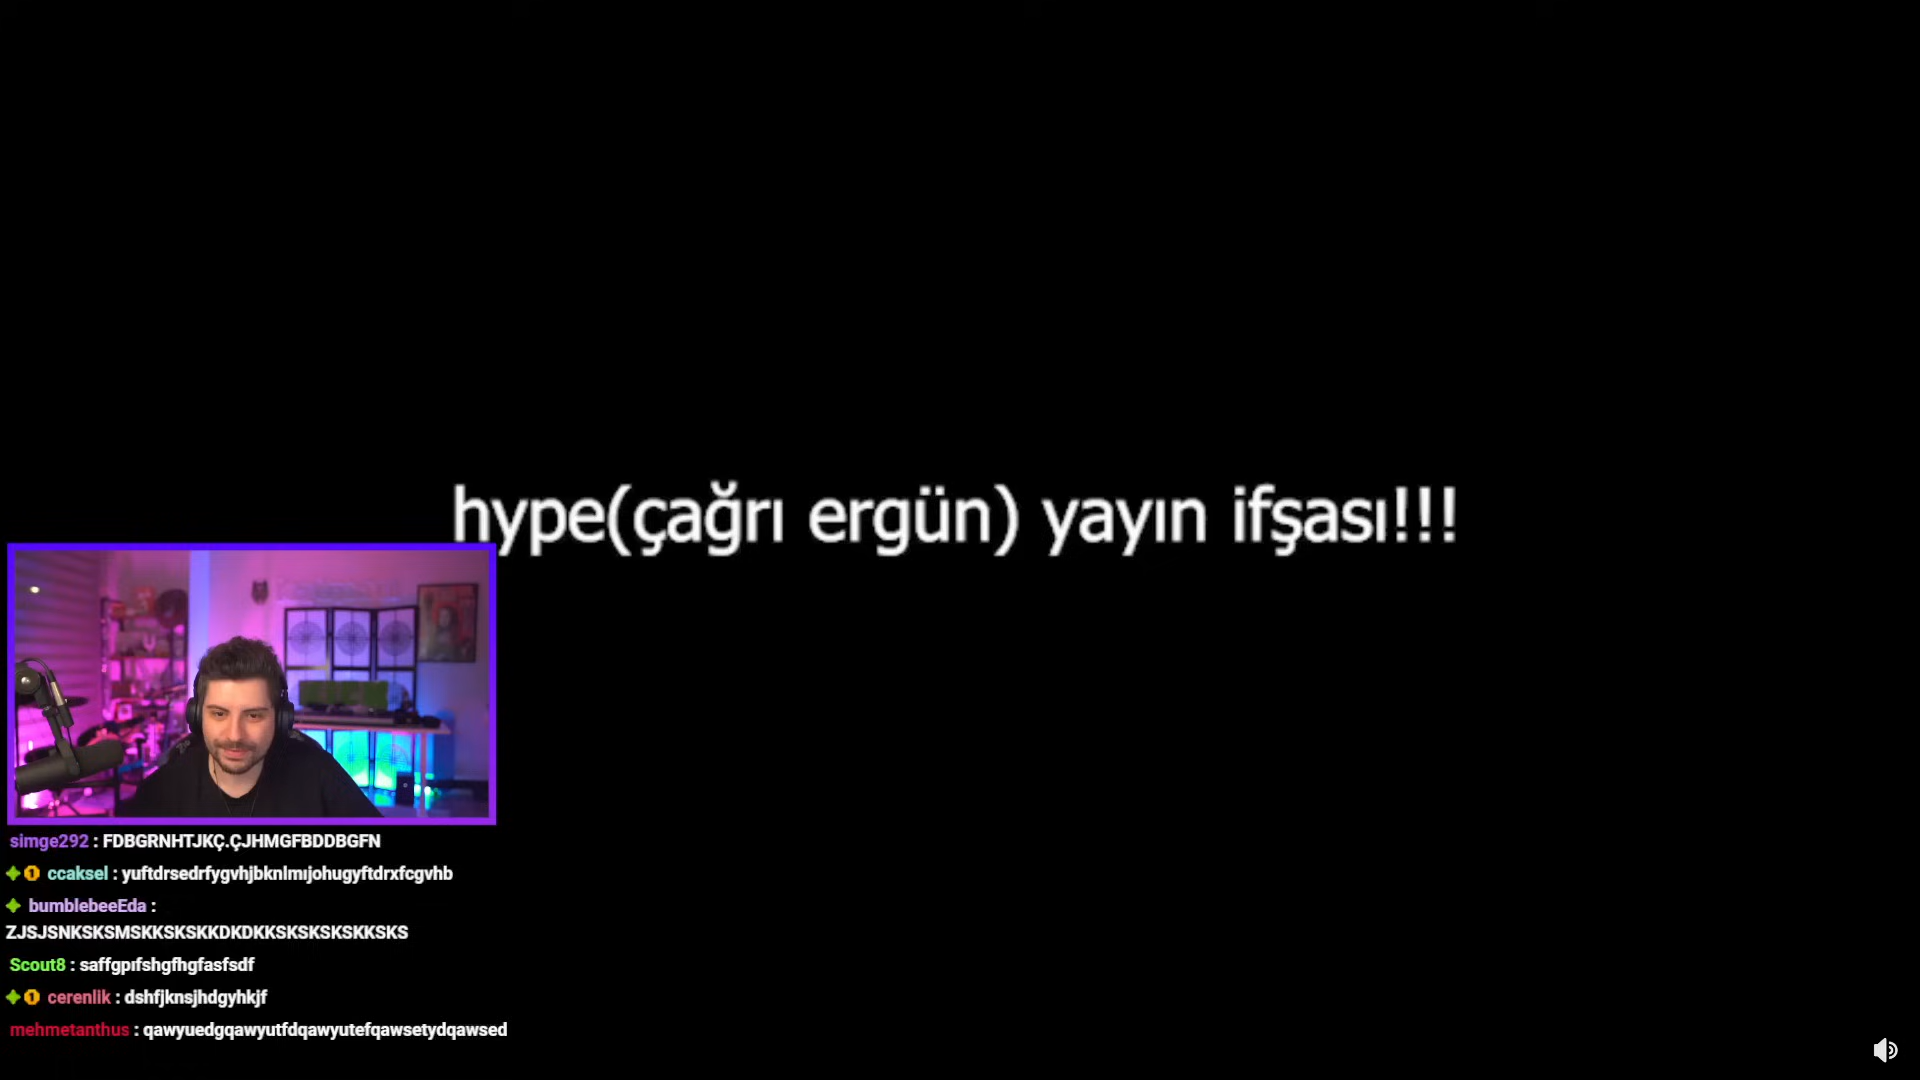 hype(çağrı ergün) yayın ifşası!!!
simge292 : FDBGRNHTJKÇ.ÇJHMGFBDDBGFN
ccaksel : yuftdrsedrfygvhjbknlmıjohugyftdrxfcgvhb
bumblebeeEda :
ZJSJSNKSKSMSKKSKSKKDKDKKSKSKSKSKKSKS
Scout8 : saffgpıfshgfhgfasfsdf
cerenlik : dshfjknsjhdgyhkjf
mehmetanthus : qawyuedgqawyutfdqawyutefqawsetydqawsed